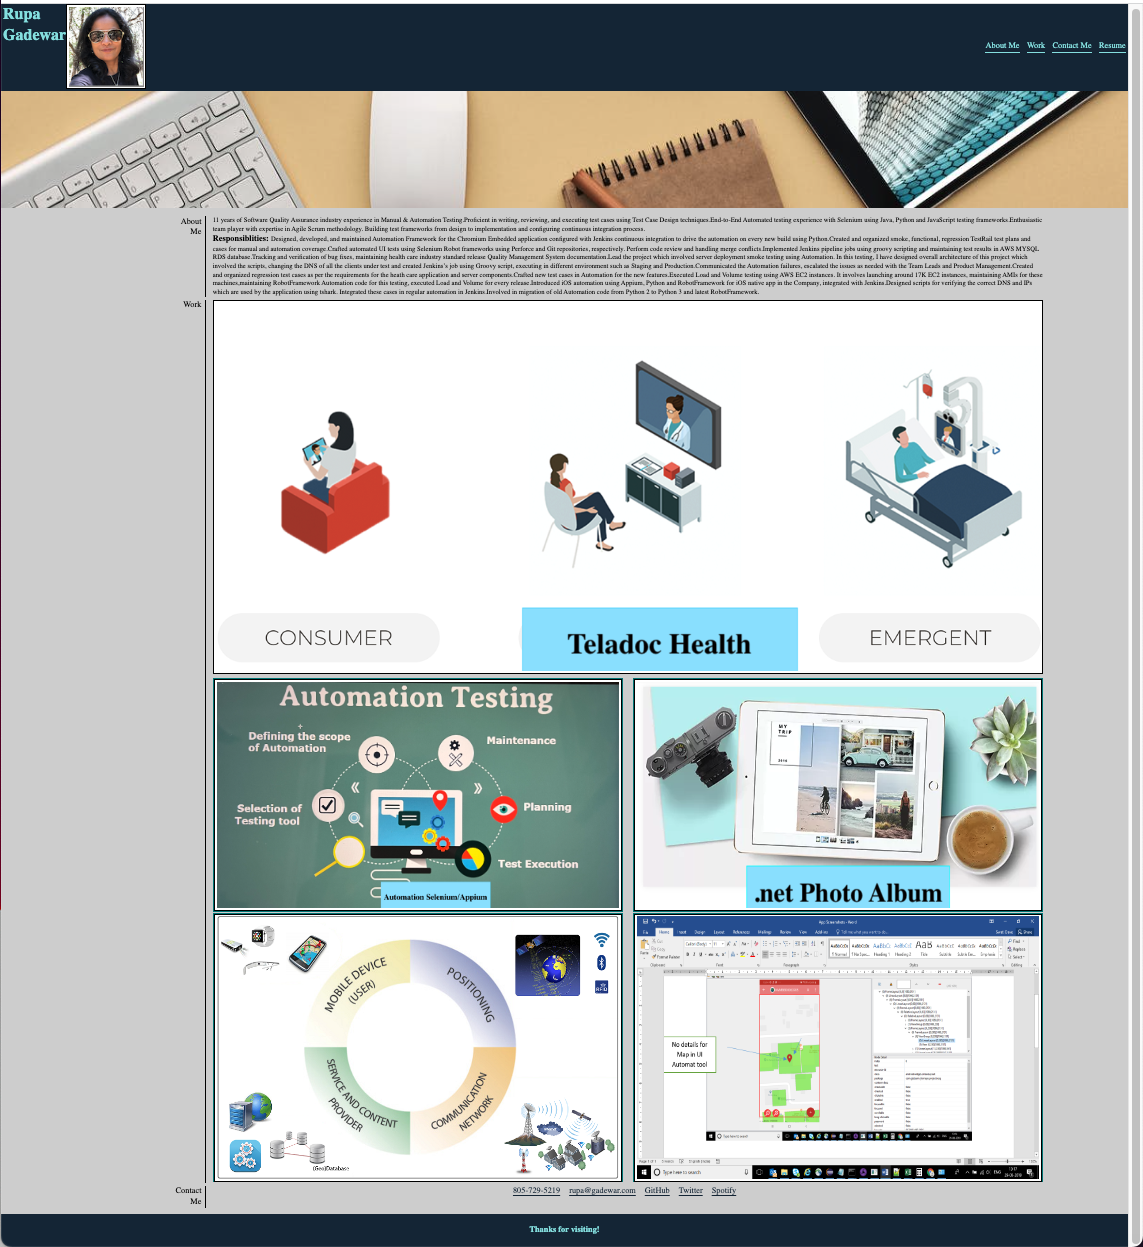 Rupa
Gadewar
About Me Work Contact Me Resume
About
Me
11 years of Software Quality Assurance industry experience in Manual & Automation Testing.Proficient in writing, reviewing, and executing test cases using Test Case Design techniques.End-to-End Automated testing experience with Selenium using Java, Python and JavaScript testing frameworks.Enthusiastic
team player with expertise in Agile Scrum methodology. Building test frameworks from design to implementation and configuring continuous integration process.
Responsiblities: Designed, developed, and maintained Automation Framework for the Chromium Embedded application configured with Jenkins continuous integration to drive the automation on every new build using Python.Created and organized smoke, functional, regression TestRail test plans and
cases for manual and automation coverage.Crafted automated UI tests using Selenium Robot frameworks using Perforce and Git repositories, respectively. Perform code review and handling merge conflicts.Implemented Jenkins pipeline jobs using groovy scripting and maintaining test results in AWS MYSQL
RDS database.Tracking and verification of bug fixes, maintaining health care industry standard release Quality Management System documentation.Lead the project which involved server deployment smoke testing using Automation. In this testing, I have designed overall architecture of this project which
involved the scripts, changing the DNS of all the clients under test and created Jenkins's job using Groovy script, executing in different environment such as Staging and Production.Communicated the Automation failures, escalated the issues as needed with the Team Leads and Product Management.Created
and organized regression test cases as per the requirements for the heath care application and server components.Crafted new test cases in Automation for the new features.Executed Load and Volume testing using AWS EC2 instances. It involves launching around 17K EC2 instances, maintaining AMIs for these
machines,maintaining RobotFramework Automation code for this testing, executed Load and Volume for every release.Introduced iOS automation using Appium, Python and RobotFramework for iOS native app in the Company, integrated with Jenkins.Designed scripts for verifying the correct DNS and IPs
which are used by the application using tshark. Integrated these cases in regular automation in Jenkins.Involved in migration of old Automation code from Python 2 to Python 3 and latest RobotFramework.
Work
CONSUMER
Teladoc Health
EMERGENT
Automation Testing
Defining the scope
of Automation
Maintenance
Selection of
Testing tool
Planning
Test Execution
Automation Selenium/Appium
MY
TRIP
.net Photo Album
MOBILE DEVICE
(USER)
POSITIONING
SERVICE AND CONTENT
PROVIDER
COMMUNICATION
NETWORK
RFID
(Geo)Database
No details for
Map in UI
Automat tool
Type here to search
Type here to search
Contact
Me
805-729-5219 rupa@gadewar.com GitHub Twitter Spotify
Thanks for visiting!